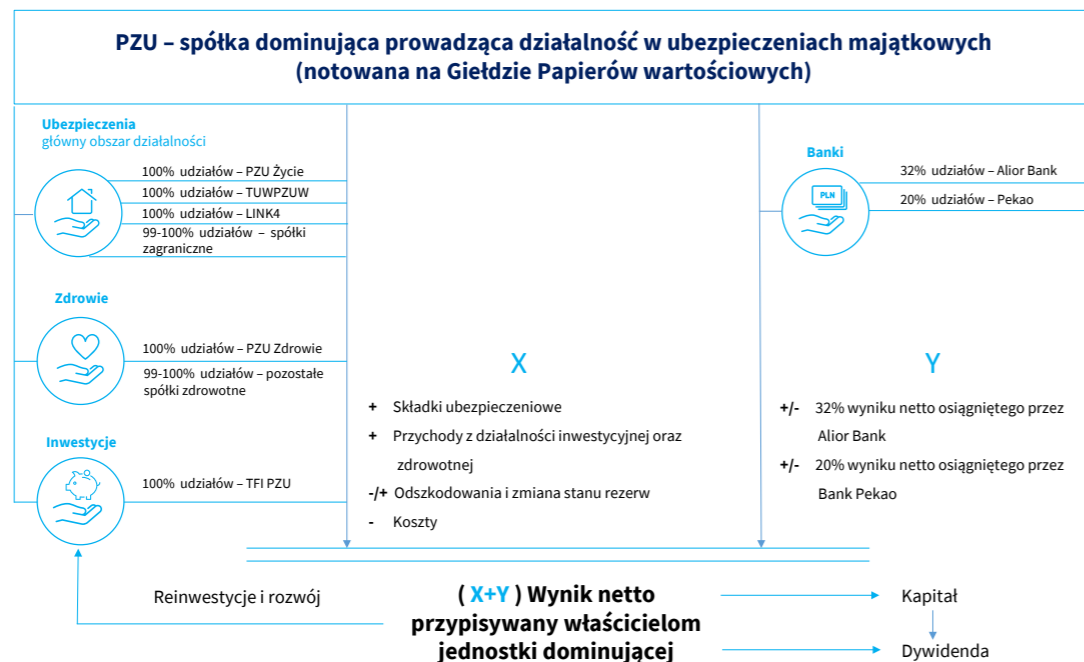 PZU – spółka dominująca prowadząca działalność w ubezpieczeniach majątkowych
(notowana na Giełdzie Papierów wartościowych)
Ubezpieczenia
główny obszar działalności
100% udziałów – PZU Życie
100% udziałów – TUWPZUW
100% udziałów – LINK4
99-100% udziałów – spółki
zagraniczne
Zdrowie
100% udziałów – PZU Zdrowie
99-100% udziałów – pozostałe
spółki zdrowotne
Inwestycje
100% udziałów – TFI PZU
X
+ Składki ubezpieczeniowe
+ Przychody z działalności inwestycyjnej oraz
zdrowotnej
-/+ Odszkodowania i zmiana stanu rezerw
- Koszty
Banki
PLN
32% udziałów – Alior Bank
20% udziałów – Pekao
Y
+/- 32% wyniku netto osiągniętego przez
Alior Bank
+/- 20% wyniku netto osiągniętego przez
Bank Pekao
Reinwestycje i rozwój
( X+Y ) Wynik netto
przypisywany właścicielom
jednostki dominującej
Kapitał
Dywidenda